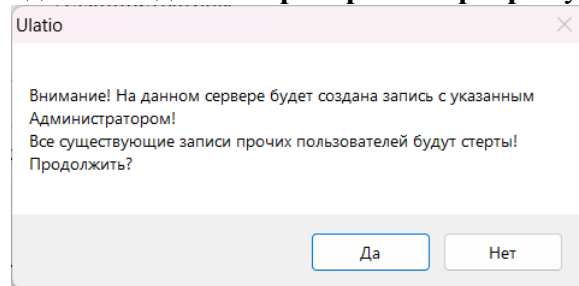 Ulatio
Внимание! На данном сервере будет создана запись с указанным
Администратором!
Все существующие записи прочих пользователей будут стерты!
Продолжить?
Да
Нет